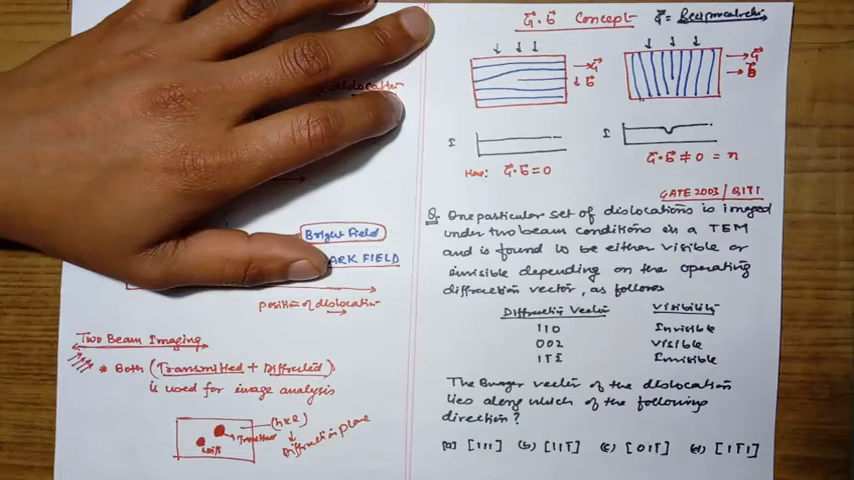 Bright Field
ARK FIELD
position of dislocation
Two Beam Imaging
* Both (Transmitted + Diffracted)
is used for image analysis
(hkl)
Diffraction plane
G⃗·b⃗ Concept
G⃗ = Reciprocal
G⃗
b⃗
G⃗
b⃗
I
I
Here: G⃗·b⃗ = 0
G⃗·b⃗ ≠ 0 = n
GATE 2003/
Q. One particular set of dislocations is imaged
under two beam conditions in a TEM
and is found to be either visible or
invisible depending on the operating
diffraction vector, as follows
Diffraction Vector Visibility
110 Invisible
002 Visible
1̅1̅1̅ Invisible
The Burger vector of the dislocation
lies along which of the following
direction?
(a) [111] (b) [111̅] (c) [011̅] (d) [11̅1]